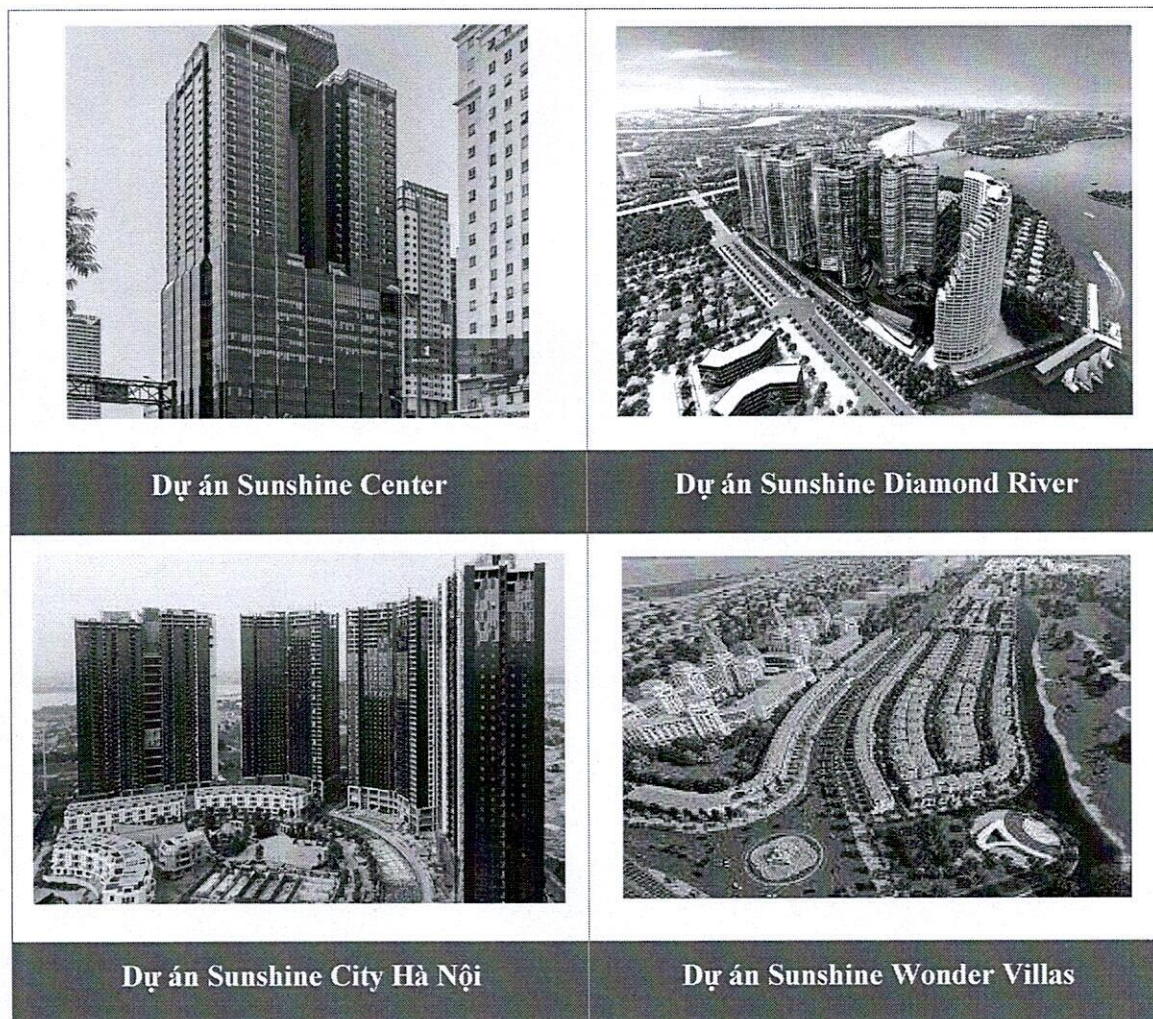 Dự án Sunshine Center
Dự án Sunshine Diamond River
Dự án Sunshine City Hà Nội
Dự án Sunshine Wonder Villas